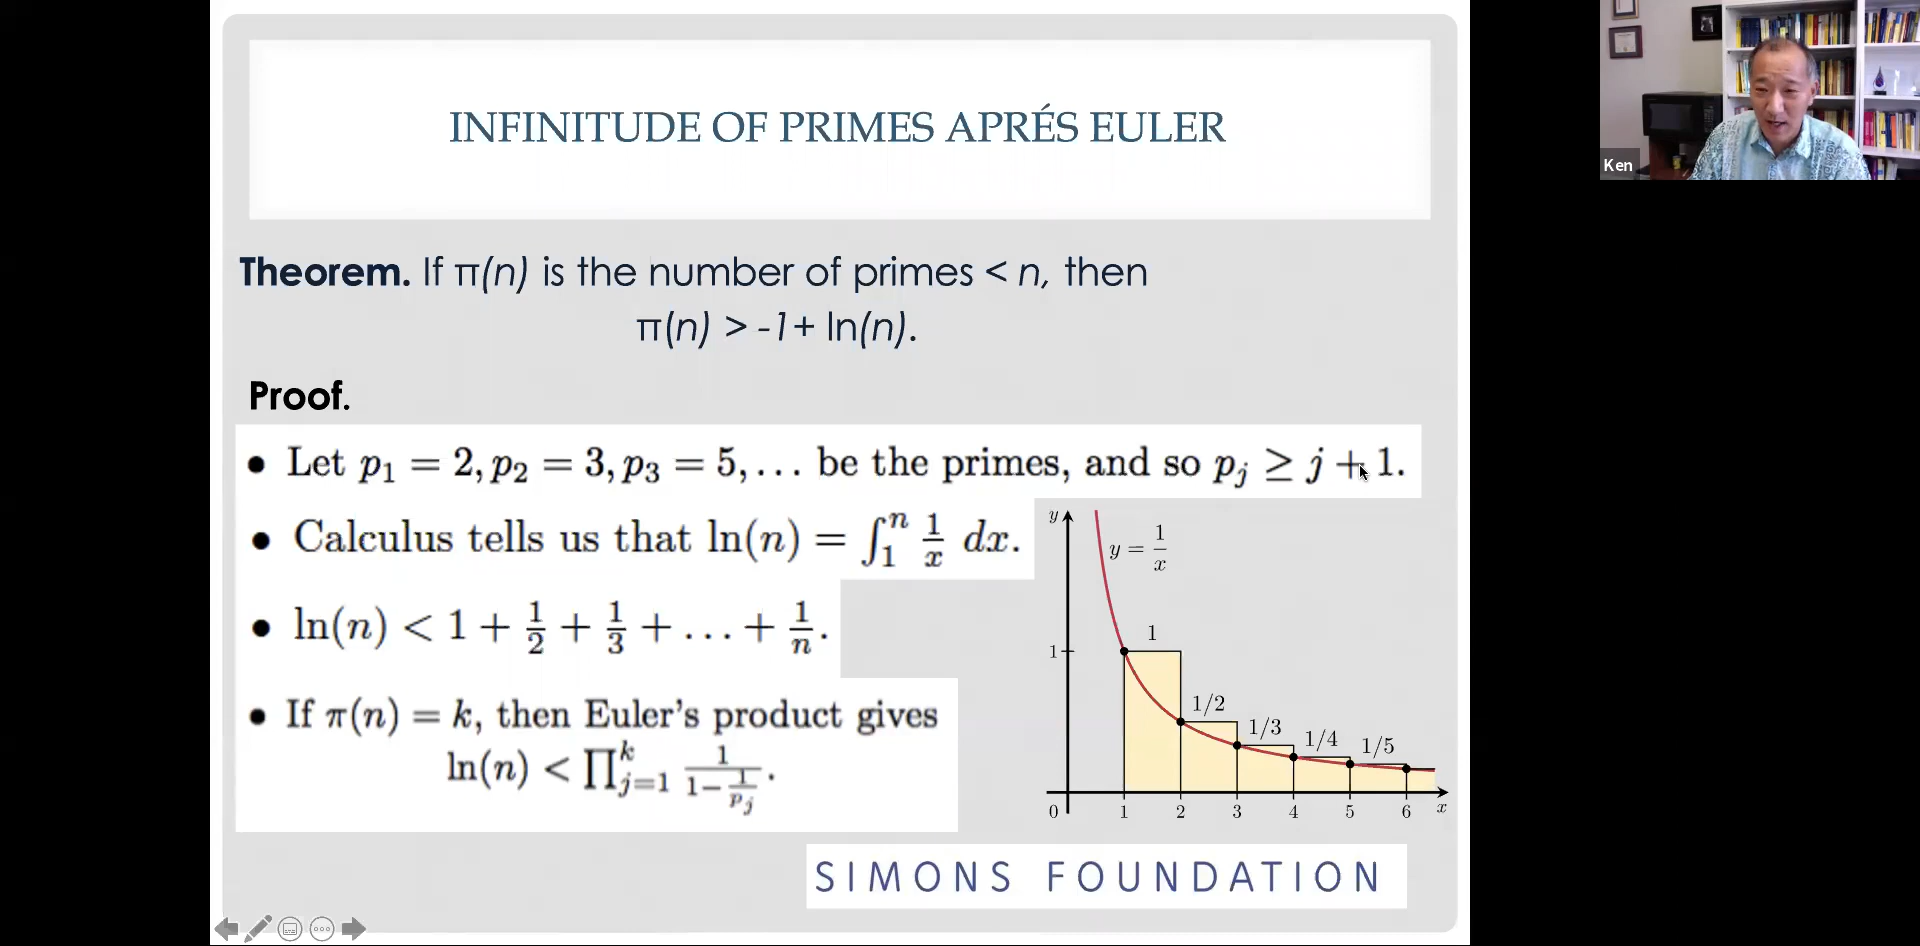 INFINITUDE OF PRIMES APRÉS EULER
Ken
Theorem. If π(n) is the number of primes < n, then
π(n) > -1+ ln(n).
Proof.
• Let p₁ = 2, p₂ = 3, p₃ = 5, . . . be the primes, and so pⱼ ≥ j + 1.
• Calculus tells us that ln(n) = ∫₁ⁿ 1/x dx.
• ln(n) < 1 + 1/2 + 1/3 + . . . + 1/n.
• If π(n) = k, then Euler's product gives
ln(n) < ∏ⱼ₌₁ᵏ 1/(1−1/pⱼ).
y
y = 1/x
1
1
1/2
1/3
1/4
1/5
0 1 2 3 4 5 6 x
SIMONS FOUNDATION